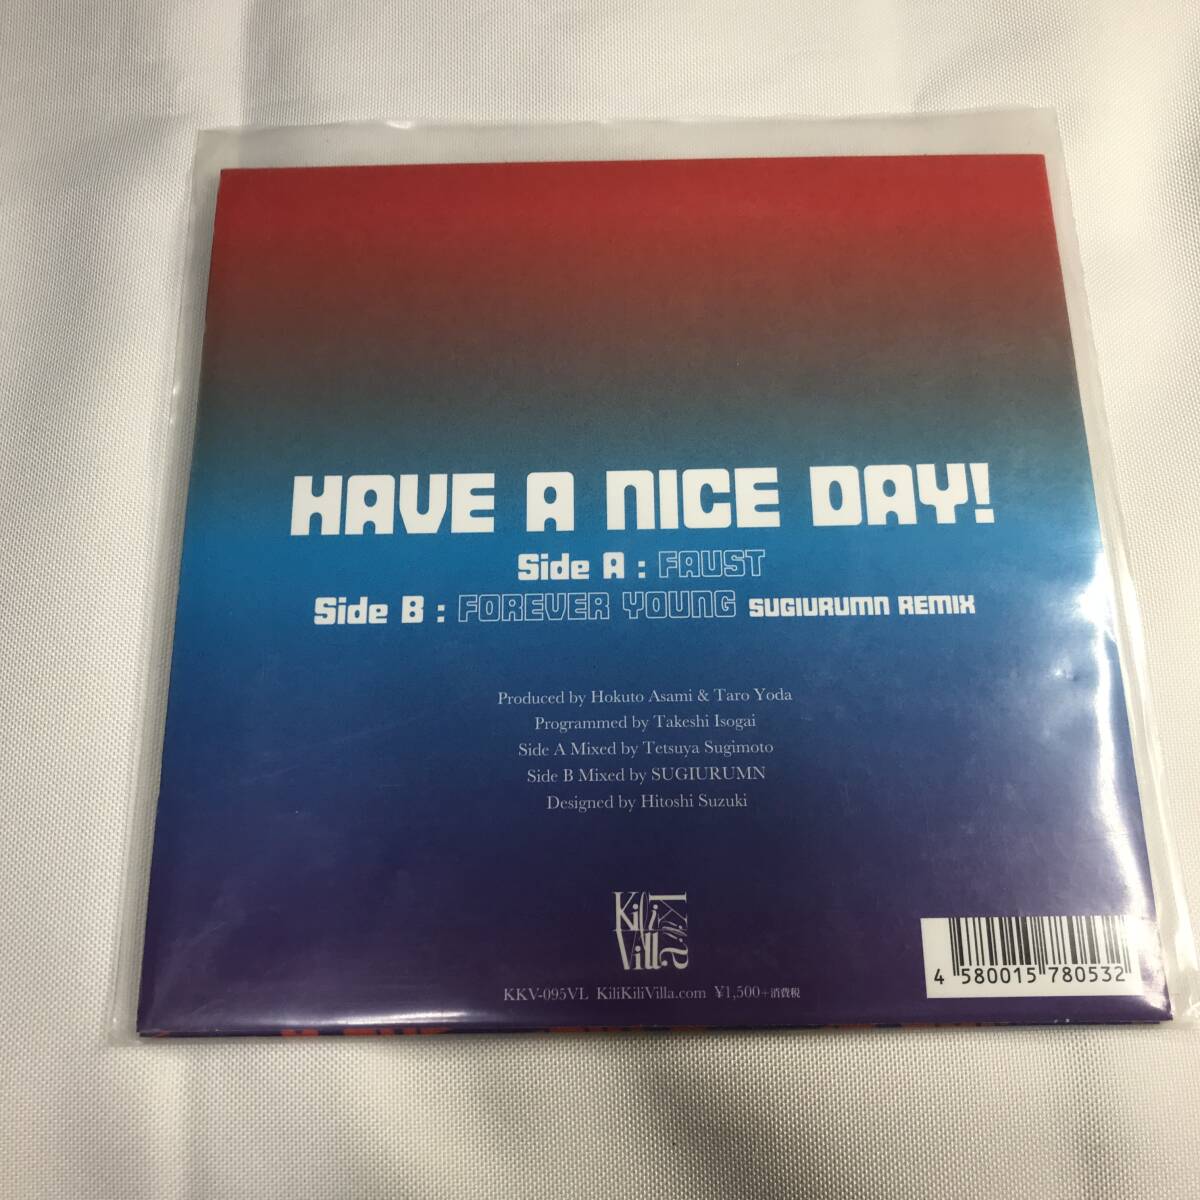 HAVE A NICE DAY!
Side A : FAUST
Side B : FOREVER YOUNG SUGIURUMN REMIX
Produced by Hokuto Asami & Taro Yoda
Programmed by Takeshi Isogai
Side A Mixed by Tetsuya Sugimoto
Side B Mixed by SUGIURUMN
Designed by Hitoshi Suzuki
Kili
Kili
Villa
KKV-095VL KiliKiliVilla.com ¥1,500+消費税
4 580015 780532